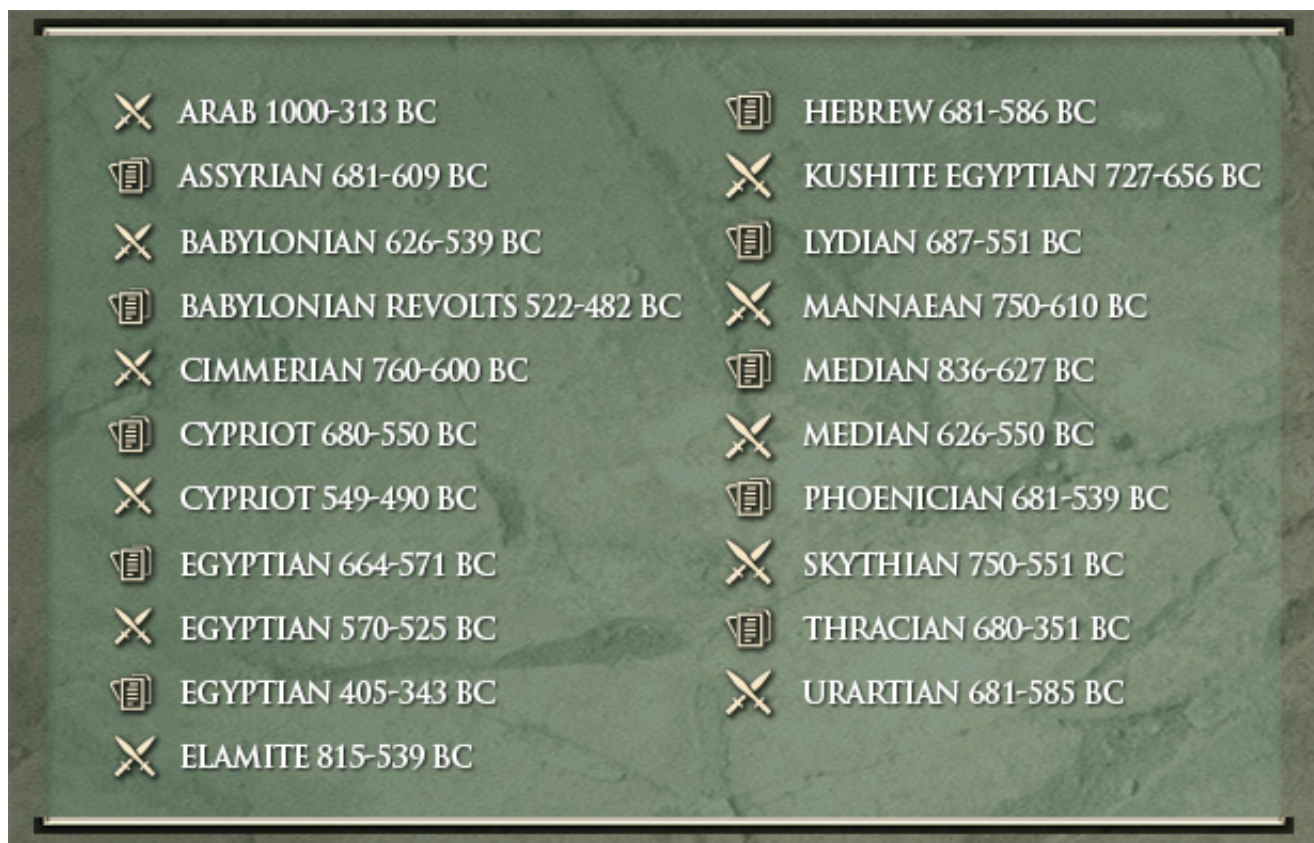 ARAB 1000-313 BC
ASSYRIAN 681-609 BC
BABYLONIAN 626-539 BC
BABYLONIAN REVOLTS 522-482 BC
CIMMERIAN 760-600 BC
CYPRIOT 680-550 BC
CYPRIOT 549-490 BC
EGYPTIAN 664-571 BC
EGYPTIAN 570-525 BC
EGYPTIAN 405-343 BC
ELAMITE 815-539 BC
HEBREW 681-586 BC
KUSHITE EGYPTIAN 727-656 BC
LYDIAN 687-551 BC
MANNAEAN 750-610 BC
MEDIAN 836-627 BC
MEDIAN 626-550 BC
PHOENICIAN 681-539 BC
SKYTHIAN 750-551 BC
THRACIAN 680-351 BC
URARTIAN 681-585 BC